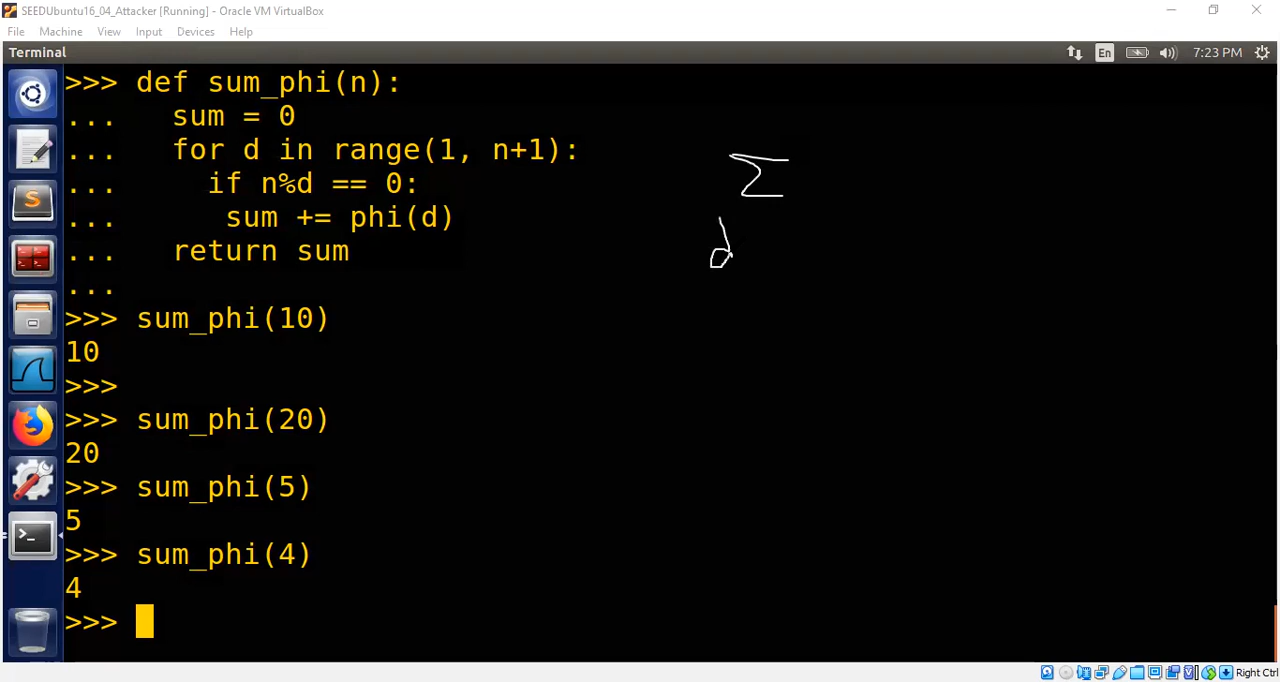 SEEDUbuntu16_04_Attacker [Running] - Oracle VM VirtualBox
File Machine View Input Devices Help
Terminal En 7:23 PM
>>> def sum_phi(n):
... sum = 0
... for d in range(1, n+1):
... if n%d == 0:
... sum += phi(d)
... return sum
...
>>> sum_phi(10)
10
>>>
>>> sum_phi(20)
20
>>> sum_phi(5)
5
>>> sum_phi(4)
4
>>>
Σ
d
Right Ctrl